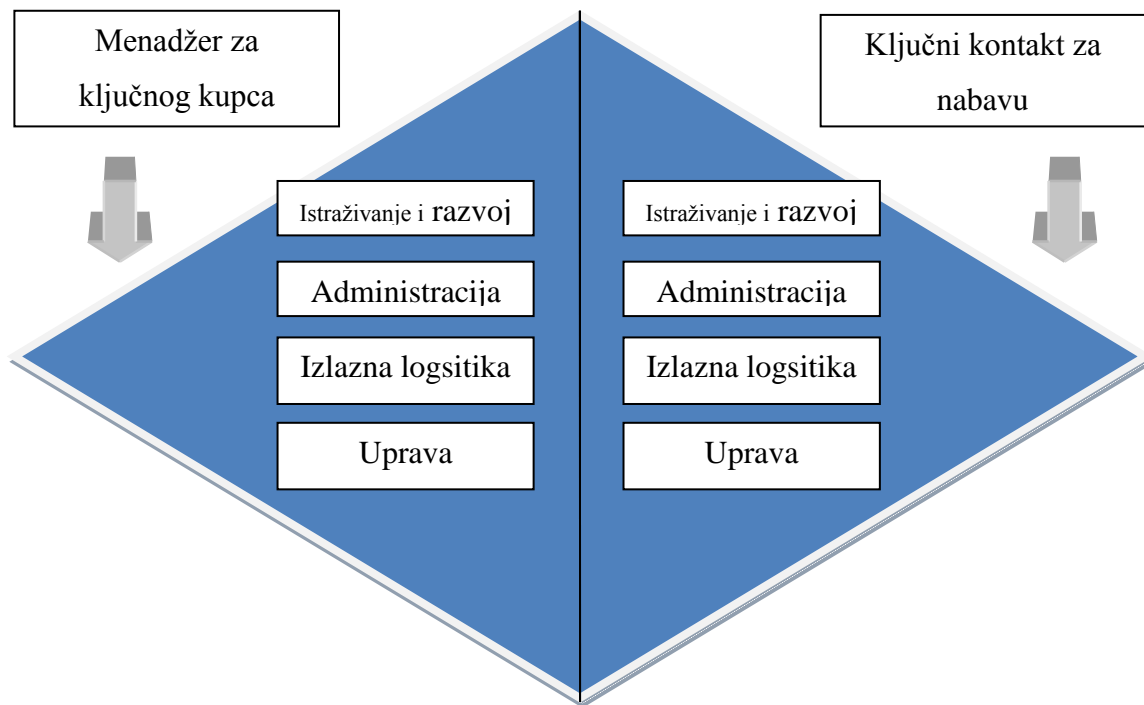 Menadžer za
ključnog kupca
Ključni kontakt za
nabavu
Istraživanje i razvoj
Istraživanje i razvoj
Administracija
Administracija
Izlazna logsitika
Izlazna logsitika
Uprava
Uprava